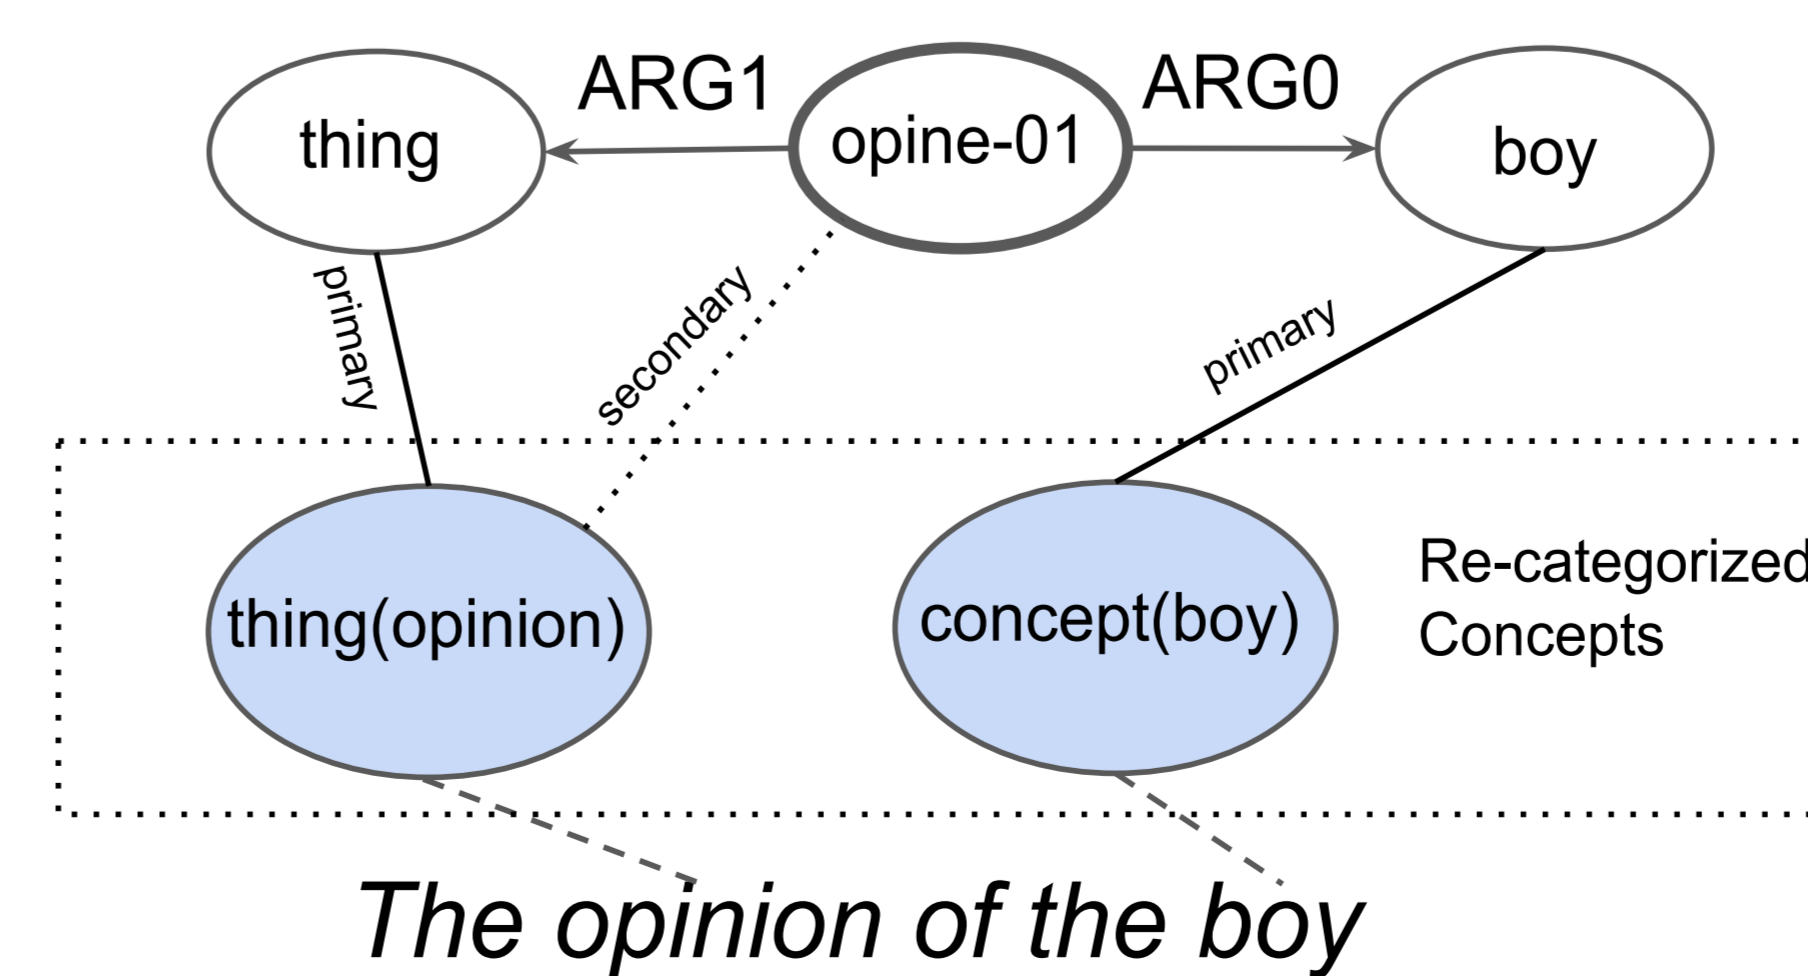 ARG1
ARG0
thing
opine-01
boy
primary
secondary
primary
thing(opinion)
concept(boy)
Re-categorized
Concepts
The opinion of the boy